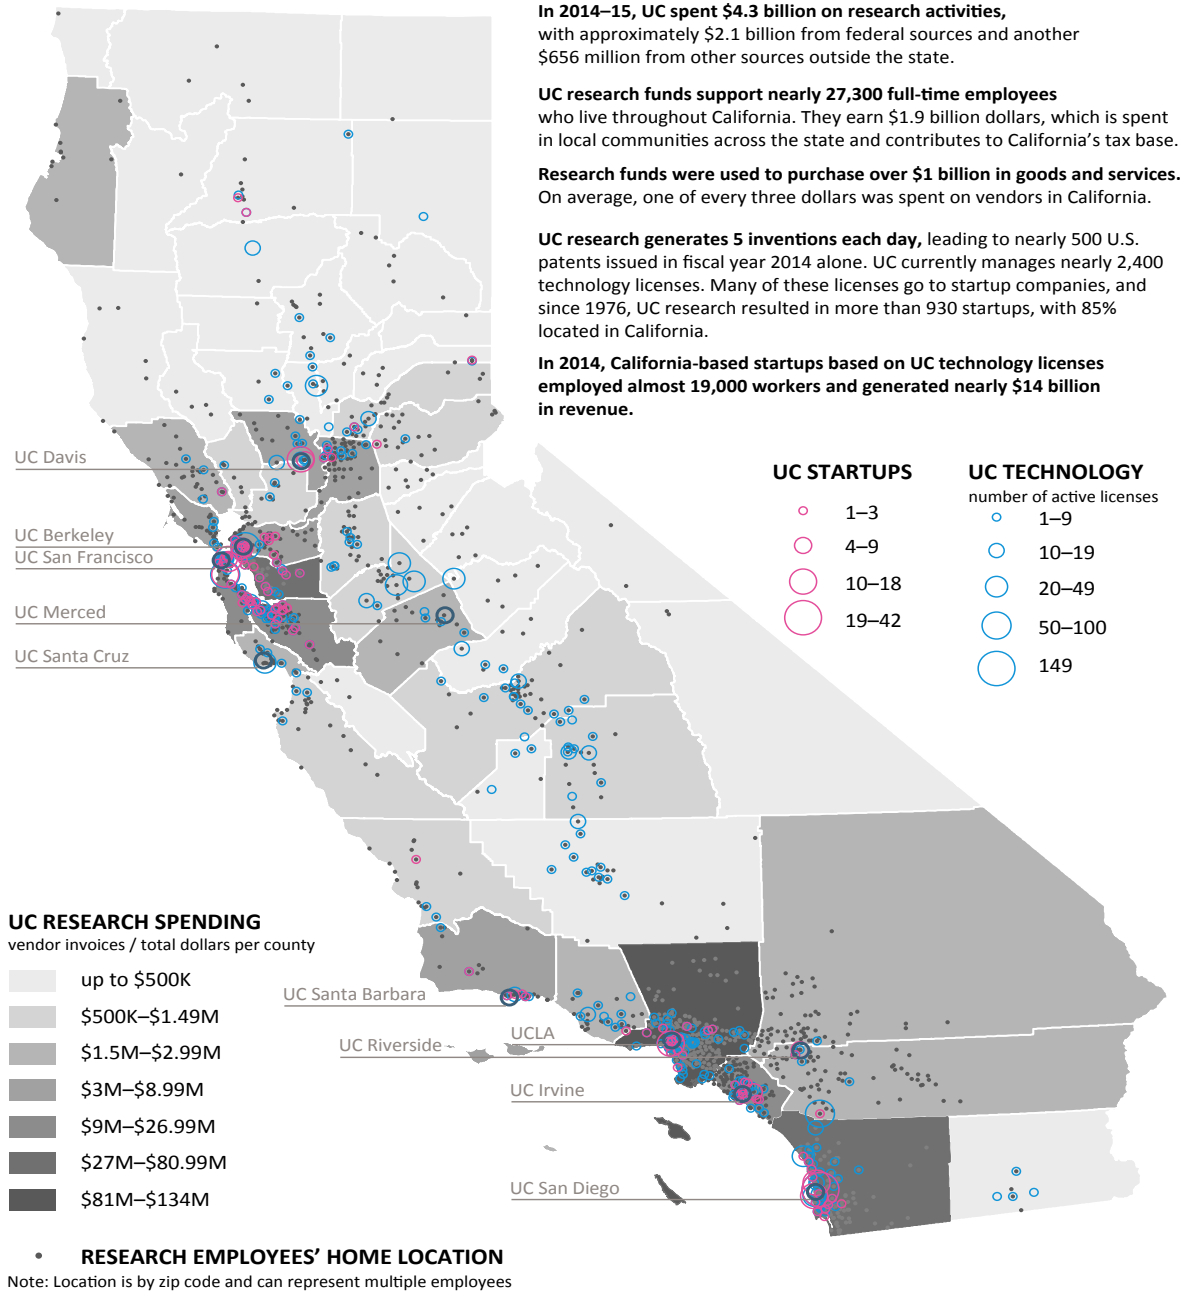 In 2014–15, UC spent $4.3 billion on research activities,
with approximately $2.1 billion from federal sources and another
$656 million from other sources outside the state.
UC research funds support nearly 27,300 full-time employees
who live throughout California. They earn $1.9 billion dollars, which is spent
in local communities across the state and contributes to California's tax base.
Research funds were used to purchase over $1 billion in goods and services.
On average, one of every three dollars was spent on vendors in California.
UC research generates 5 inventions each day, leading to nearly 500 U.S.
patents issued in fiscal year 2014 alone. UC currently manages nearly 2,400
technology licenses. Many of these licenses go to startup companies, and
since 1976, UC research resulted in more than 930 startups, with 85%
located in California.
In 2014, California-based startups based on UC technology licenses
employed almost 19,000 workers and generated nearly $14 billion
in revenue.
UC STARTUPS
1–3
4–9
10–18
19–42
UC TECHNOLOGY
number of active licenses
1–9
10–19
20–49
50–100
149
UC Davis
UC Berkeley
UC San Francisco
UC Merced
UC Santa Cruz
UC Santa Barbara
UCLA
UC Riverside
UC Irvine
UC San Diego
UC RESEARCH SPENDING
vendor invoices / total dollars per county
up to $500K
$500K–$1.49M
$1.5M–$2.99M
$3M–$8.99M
$9M–$26.99M
$27M–$80.99M
$81M–$134M
RESEARCH EMPLOYEES' HOME LOCATION
Note: Location is by zip code and can represent multiple employees